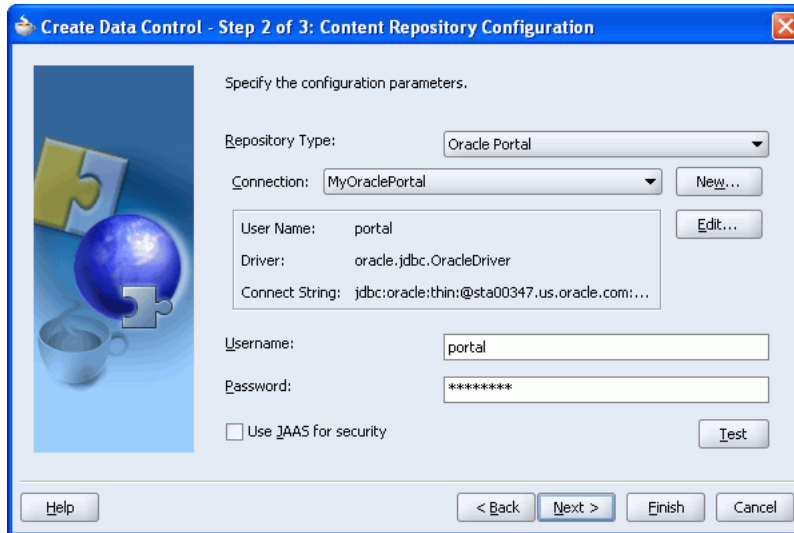 Create Data Control - Step 2 of 3: Content Repository Configuration
Specify the configuration parameters.
Repository Type: Oracle Portal
Connection: MyOraclePortal New...
User Name: portal Edit...
Driver: oracle.jdbc.OracleDriver
Connect String: jdbc:oracle:thin:@sta00347.us.oracle.com:...
Username: portal
Password: ********
Use JAAS for security Test
Help < Back Next > Finish Cancel